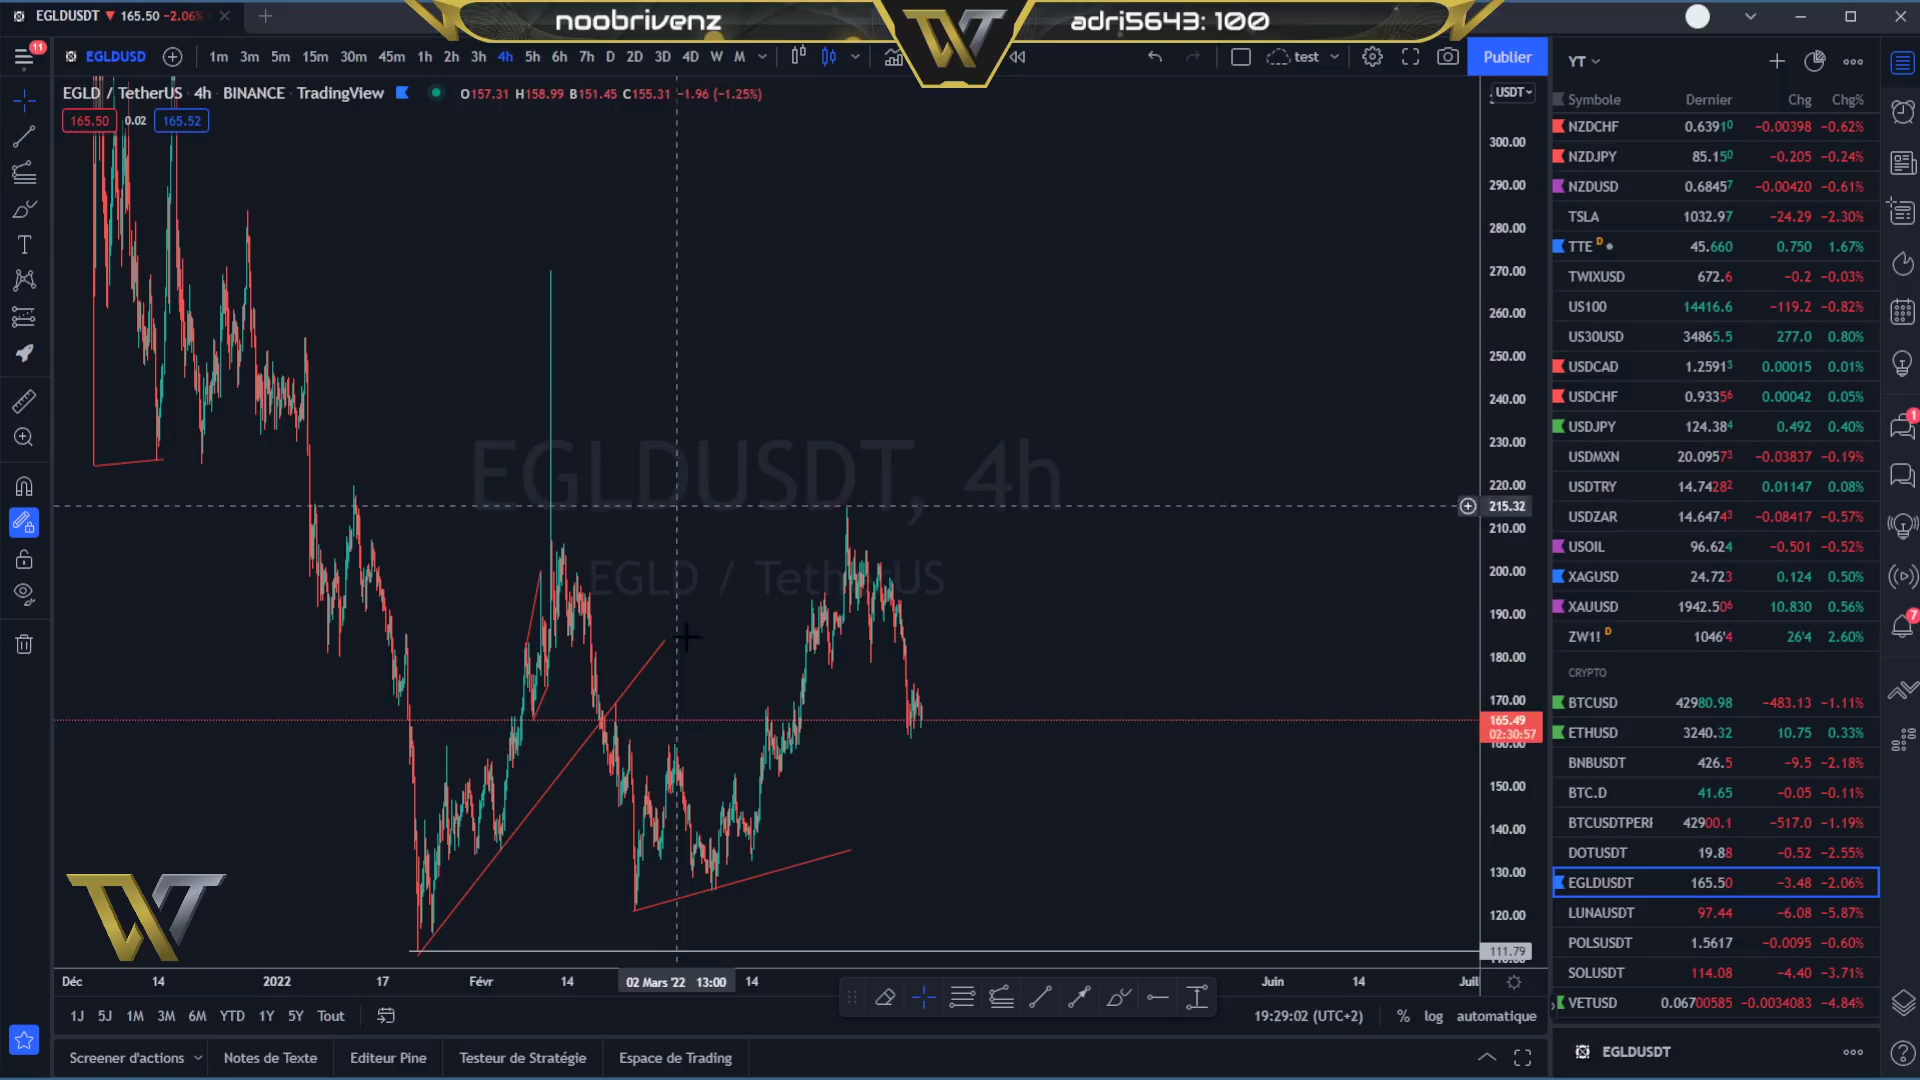 EGLDUSDT ▼ 165.50 −2.06%
noobrivenz
adri5643: 100
11
EGLDUSD
1m 3m 5m 15m 30m 45m 1h 2h 3h 4h 5h 6h 7h D 2D 3D 4D W M
test
Publier
EGLD / TetherUS · 4h · BINANCE · TradingView
O157.31 H158.99 B151.45 C155.31 −1.96 (−1.25%)
165.50 0.02 165.52
USDT
300.00
290.00
280.00
270.00
260.00
250.00
240.00
230.00
220.00
215.32
210.00
200.00
190.00
180.00
170.00
165.49
02:30:57
160.00
150.00
140.00
130.00
120.00
111.79
EGLDUSDT, 4h
EGLD / TetherUS
Déc 14 2022 17 Févr 14 02 Mars '22 13:00 14 Juin 14 Juil
1J 5J 1M 3M 6M YTD 1Y 5Y Tout
19:29:02 (UTC+2) % log automatique
Screener d'actions Notes de Texte Editeur Pine Testeur de Stratégie Espace de Trading
YT
Symbole Dernier Chg Chg%
NZDCHF 0.63910 −0.00398 −0.62%
NZDJPY 85.150 −0.205 −0.24%
NZDUSD 0.68457 −0.00420 −0.61%
TSLA 1032.97 −24.29 −2.30%
TTE D 45.660 0.750 1.67%
TWIXUSD 672.6 −0.2 −0.03%
US100 14416.6 −119.2 −0.82%
US30USD 34865.5 277.0 0.80%
USDCAD 1.25913 0.00015 0.01%
USDCHF 0.93356 0.00042 0.05%
USDJPY 124.384 0.492 0.40%
USDMXN 20.09573 −0.03837 −0.19%
USDTRY 14.74282 0.01147 0.08%
USDZAR 14.64743 −0.08417 −0.57%
USOIL 96.624 −0.501 −0.52%
XAGUSD 24.723 0.124 0.50%
XAUUSD 1942.506 10.830 0.56%
ZW1! D 1046'4 26'4 2.60%
CRYPTO
BTCUSD 42980.98 −483.13 −1.11%
ETHUSD 3240.32 10.75 0.33%
BNBUSDT 426.5 −9.5 −2.18%
BTC.D 41.65 −0.05 −0.11%
BTCUSDTPERP 42900.1 −517.0 −1.19%
DOTUSDT 19.88 −0.52 −2.55%
EGLDUSDT 165.50 −3.48 −2.06%
LUNAUSDT 97.44 −6.08 −5.87%
POLSUSDT 1.5617 −0.0095 −0.60%
SOLUSDT 114.08 −4.40 −3.71%
VETUSD 0.06700585 −0.0034083 −4.84%
EGLDUSDT
1
7